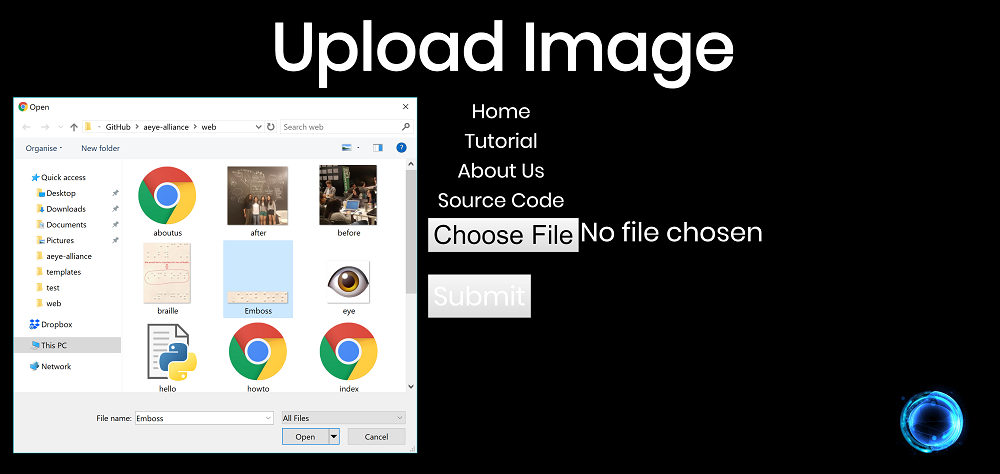 Upload Image
Open
GitHub > aeye-alliance > web
Search web
Organise
New folder
Quick access
Desktop
Downloads
Documents
Pictures
aeye-alliance
templates
test
web
Dropbox
This PC
Network
aboutus
after
before
braille
Emboss
eye
hello
howto
index
File name:
Emboss
All Files
Open
Cancel
Home
Tutorial
About Us
Source Code
Choose File No file chosen
Submit